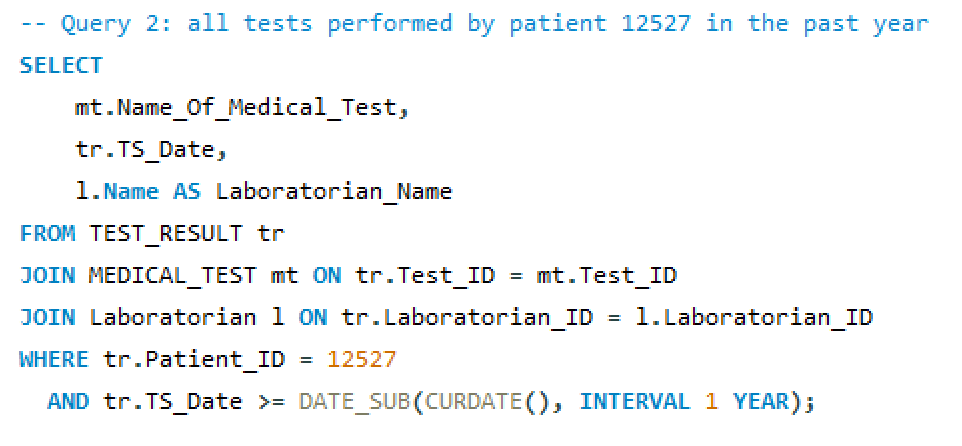 -- Query 2: all tests performed by patient 12527 in the past year
SELECT
    mt.Name_Of_Medical_Test,
    tr.TS_Date,
    l.Name AS Laboratorian_Name
FROM TEST_RESULT tr
JOIN MEDICAL_TEST mt ON tr.Test_ID = mt.Test_ID
JOIN Laboratorian l ON tr.Laboratorian_ID = l.Laboratorian_ID
WHERE tr.Patient_ID = 12527
  AND tr.TS_Date >= DATE_SUB(CURDATE(), INTERVAL 1 YEAR);